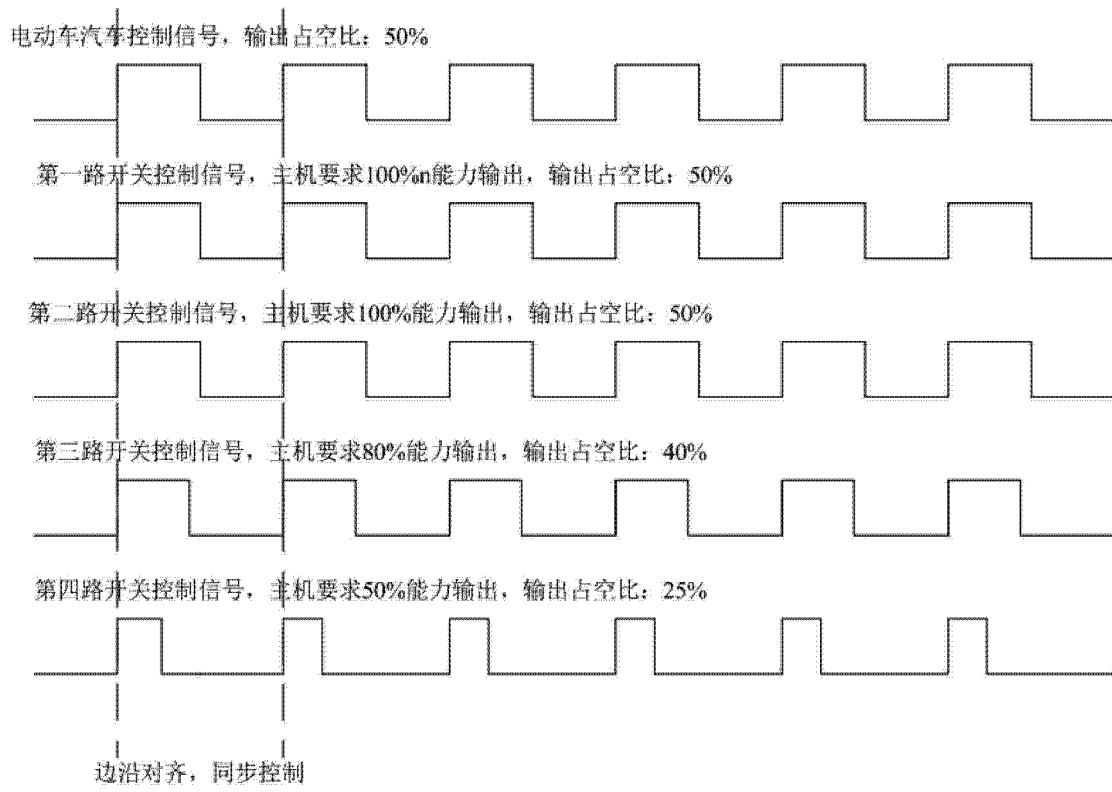 电动车汽车控制信号，输出占空比：50%
第一路开关控制信号，主机要求100%n能力输出，输出占空比：50%
第二路开关控制信号，主机要求100%能力输出，输出占空比：50%
第三路开关控制信号，主机要求80%能力输出，输出占空比：40%
第四路开关控制信号，主机要求50%能力输出，输出占空比：25%
边沿对齐，同步控制